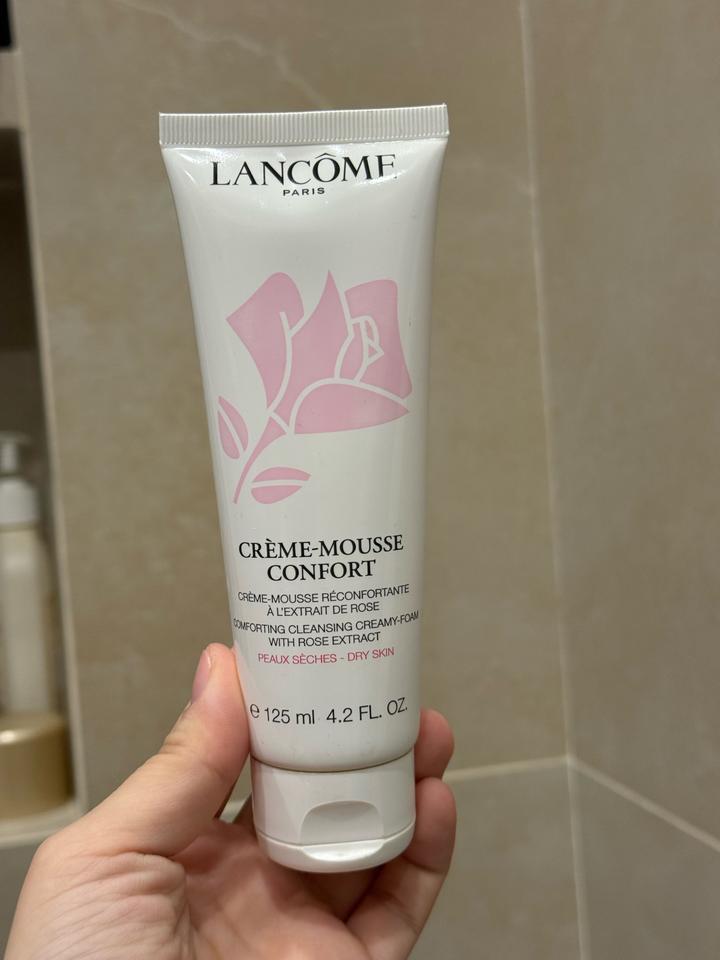 LANCÔME
PARIS
CRÈME-MOUSSE
CONFORT
CRÈME-MOUSSE RÉCONFORTANTE
À L'EXTRAIT DE ROSE
COMFORTING CLEANSING CREAMY-FOAM
WITH ROSE EXTRACT
PEAUX SÈCHES - DRY SKIN
℮ 125 ml 4.2 FL. OZ.